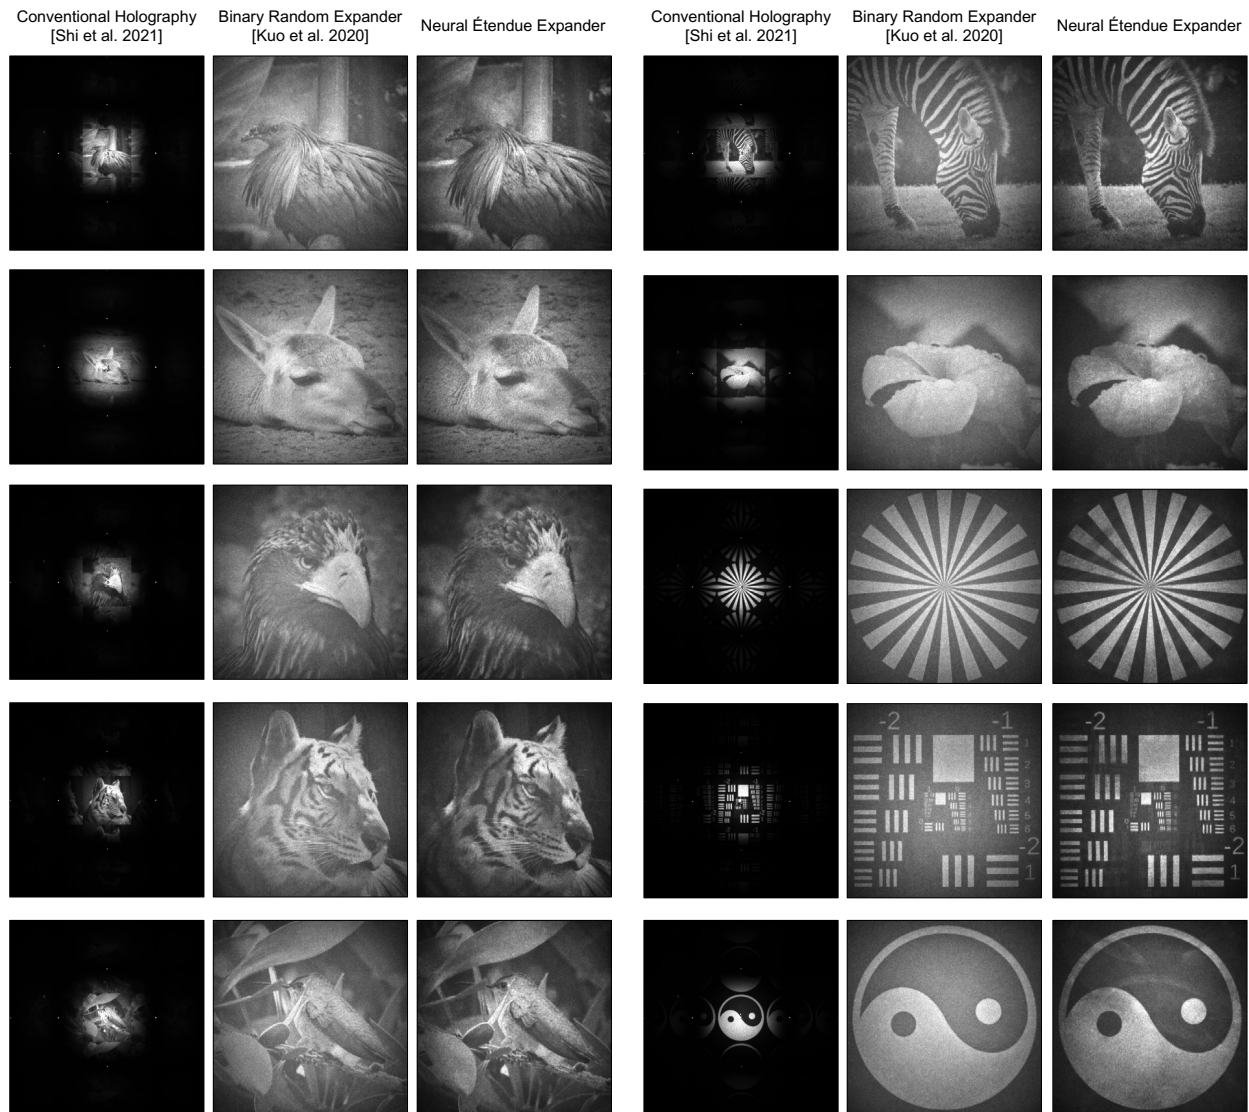 Conventional Holography
[Shi et al. 2021]
Binary Random Expander
[Kuo et al. 2020]
Neural Étendue Expander
Conventional Holography
[Shi et al. 2021]
Binary Random Expander
[Kuo et al. 2020]
Neural Étendue Expander
-2
-1
1
2
3
4
5
6
-2
1
-2
-1
1
2
3
4
5
6
-2
1